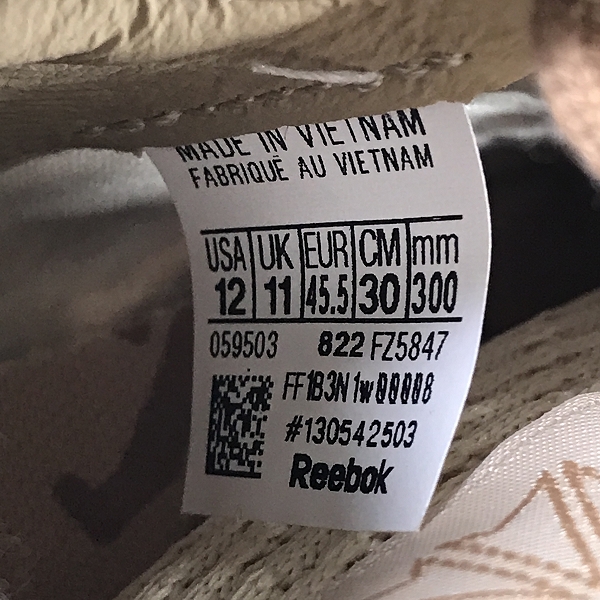 MADE IN VIETNAM
FABRIQUÉ AU VIETNAM
USA UK EUR CM mm
12 11 45.5 30 300
059503 822 FZ5847
#130542503
Reebok